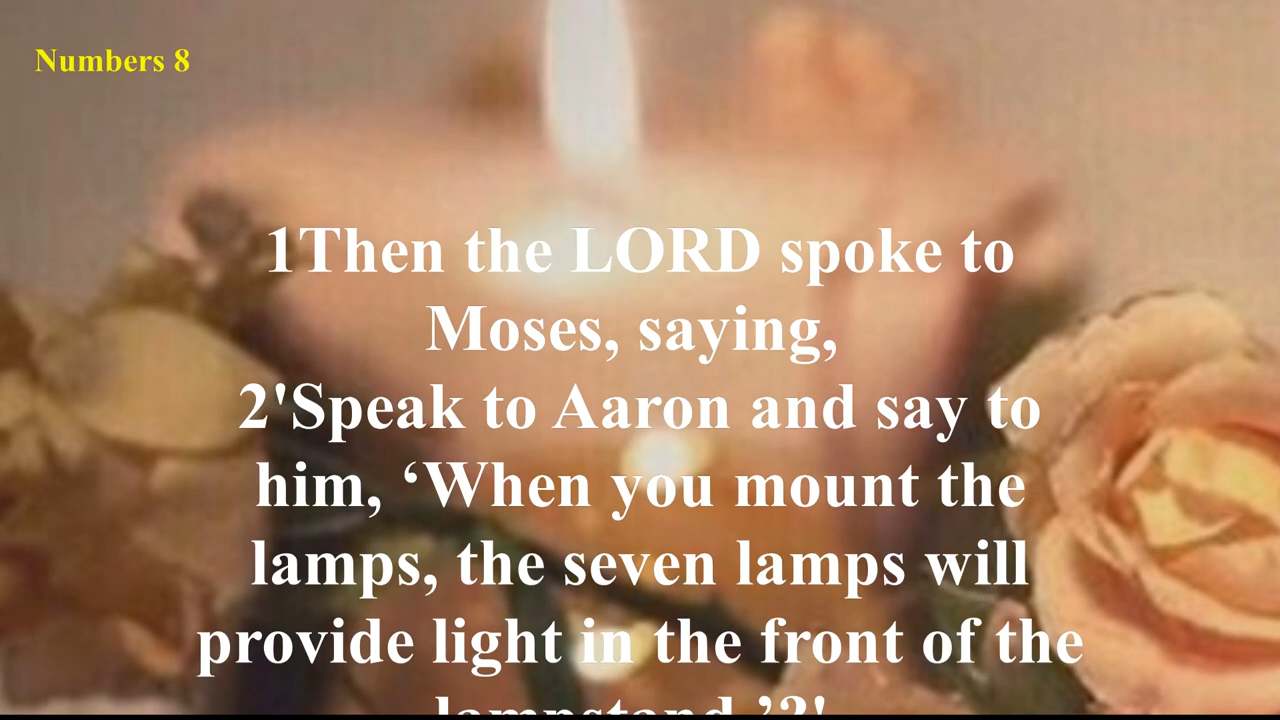 Numbers 8
1Then the LORD spoke to
Moses, saying,
2'Speak to Aaron and say to
him, ‘When you mount the
lamps, the seven lamps will
provide light in the front of the
lampstand.’?'